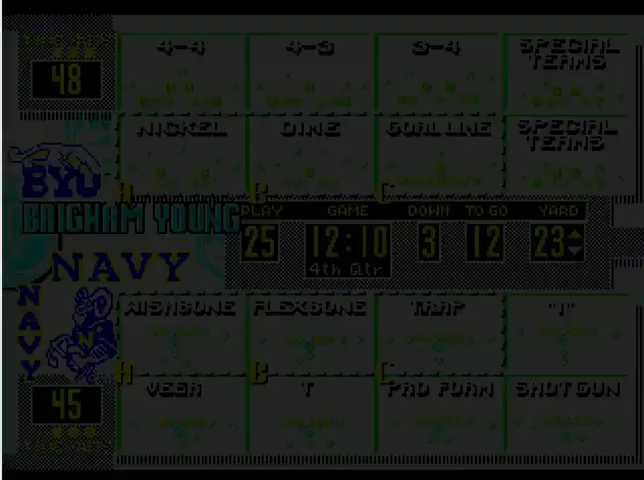 4-4 4-3 3-4 SPECIAL TEAMS
48
NICKEL DIME GOAL LINE SPECIAL TEAMS
BYU
A B C
BRIGHAM YOUNG
PLAY GAME DOWN TO GO YARD
25 12:10 3 12 23
4th Qtr
NAVY
NAVY
N
WISHBONE FLEXBONE TRAP "I"
A B C
VEER T PRO FORM SHOTGUN
45